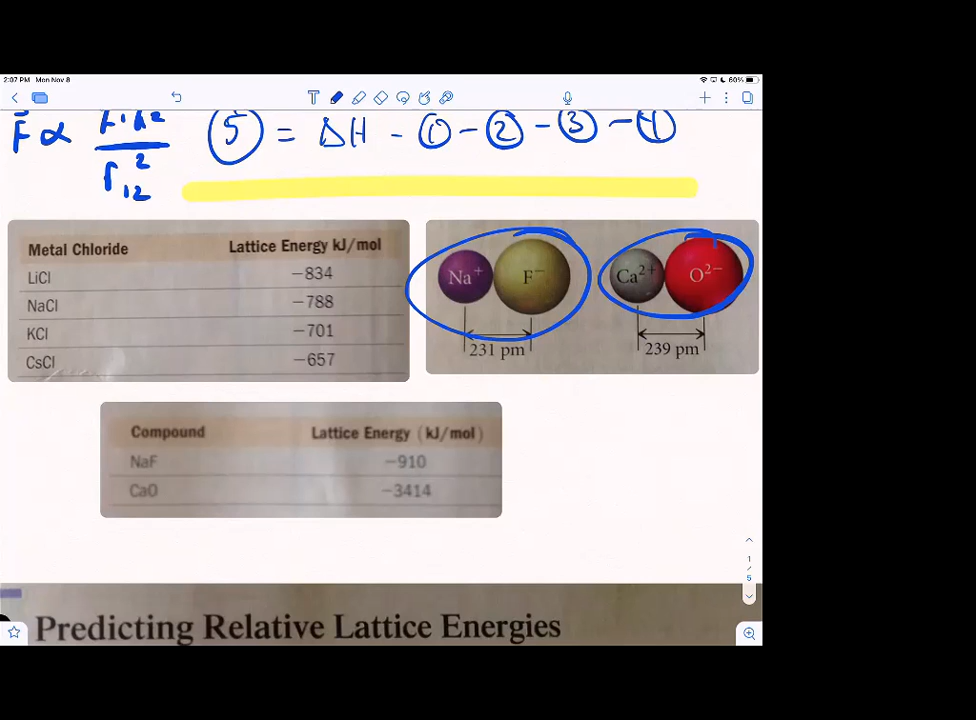 2:07 PM Mon Nov 8
60%
F ∝
r₁₂²
⑤ = ΔH - ① - ② - ③ - ④
Metal Chloride Lattice Energy kJ/mol
LiCl −834
NaCl −788
KCl −701
CsCl −657
Na⁺ F⁻ Ca²⁺ O²⁻
231 pm 239 pm
Compound Lattice Energy (kJ/mol)
NaF −910
CaO −3414
1
/
5
Predicting Relative Lattice Energies